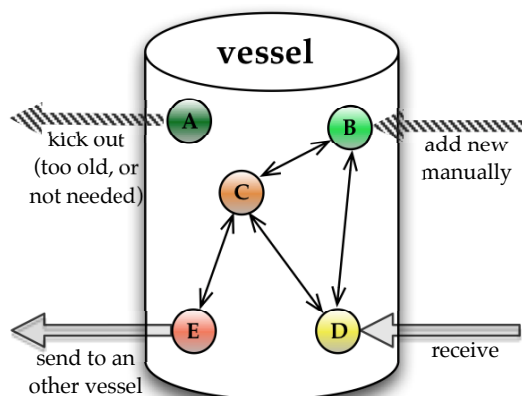 vessel
A
kick out
(too old, or
not needed)
B
add new
manually
C
E
D
send to an
other vessel
receive